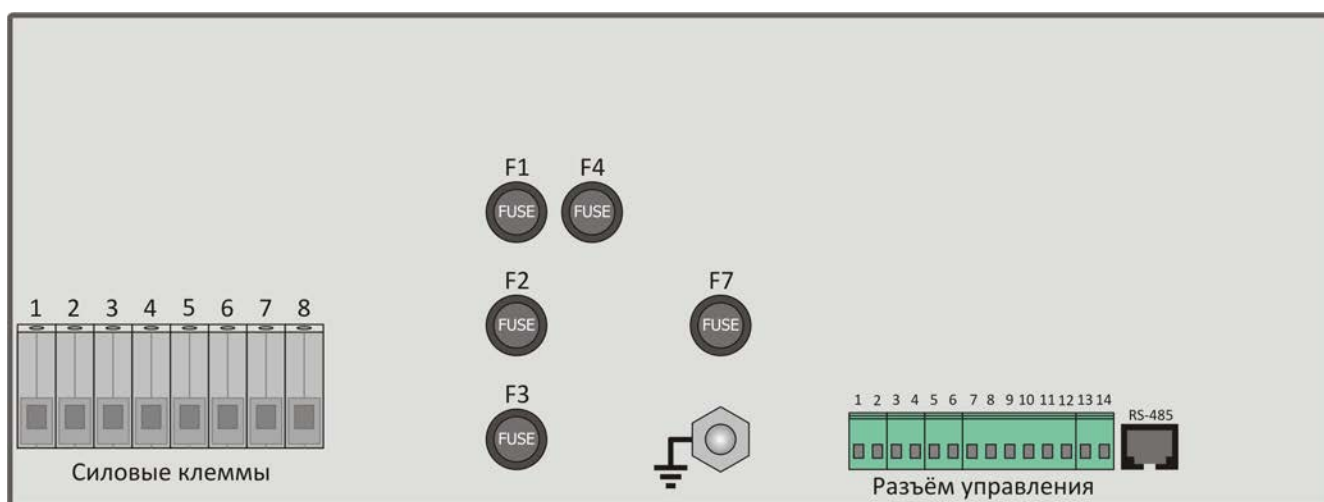 F1 F4
FUSE FUSE
F2 F7
1 2 3 4 5 6 7 8
FUSE FUSE
F3
1 2 3 4 5 6 7 8 9 10 11 12 13 14
RS-485
FUSE
Силовые клеммы
Разъём управления